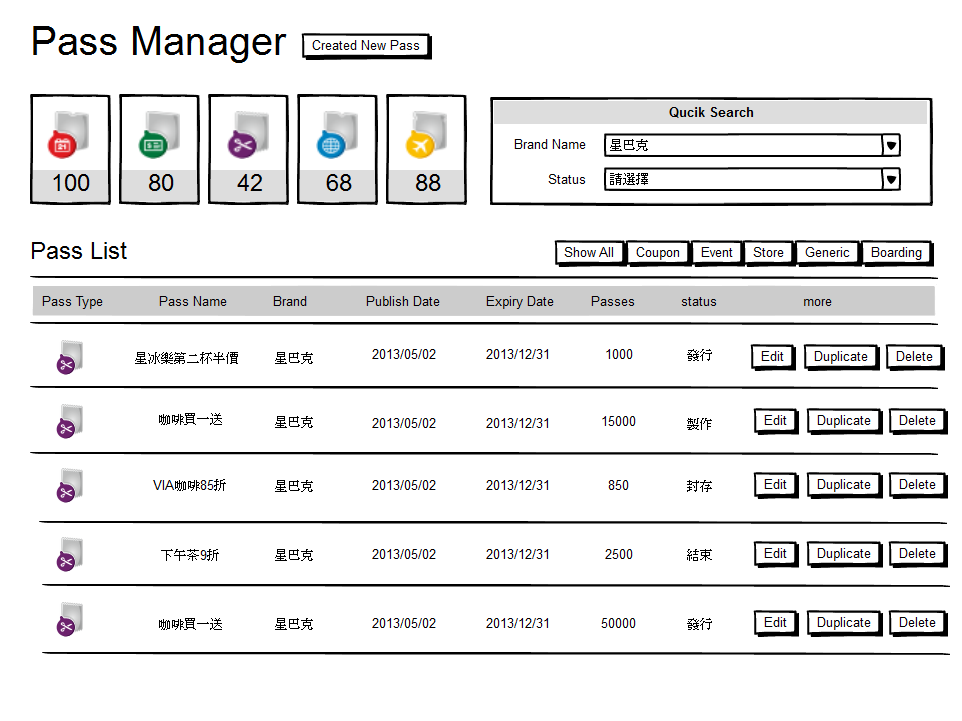 Pass Manager Created New Pass
100 80 42 68 88
Qucik Search
Brand Name 星巴克
Status 請選擇
Pass List Show All Coupon Event Store Generic Boarding
Pass Type Pass Name Brand Publish Date Expiry Date Passes status more
星冰樂第二杯半價 星巴克 2013/05/02 2013/12/31 1000 發行 Edit Duplicate Delete
咖啡買一送 星巴克 2013/05/02 2013/12/31 15000 製作 Edit Duplicate Delete
VIA咖啡85折 星巴克 2013/05/02 2013/12/31 850 封存 Edit Duplicate Delete
下午茶9折 星巴克 2013/05/02 2013/12/31 2500 結束 Edit Duplicate Delete
咖啡買一送 星巴克 2013/05/02 2013/12/31 50000 發行 Edit Duplicate Delete